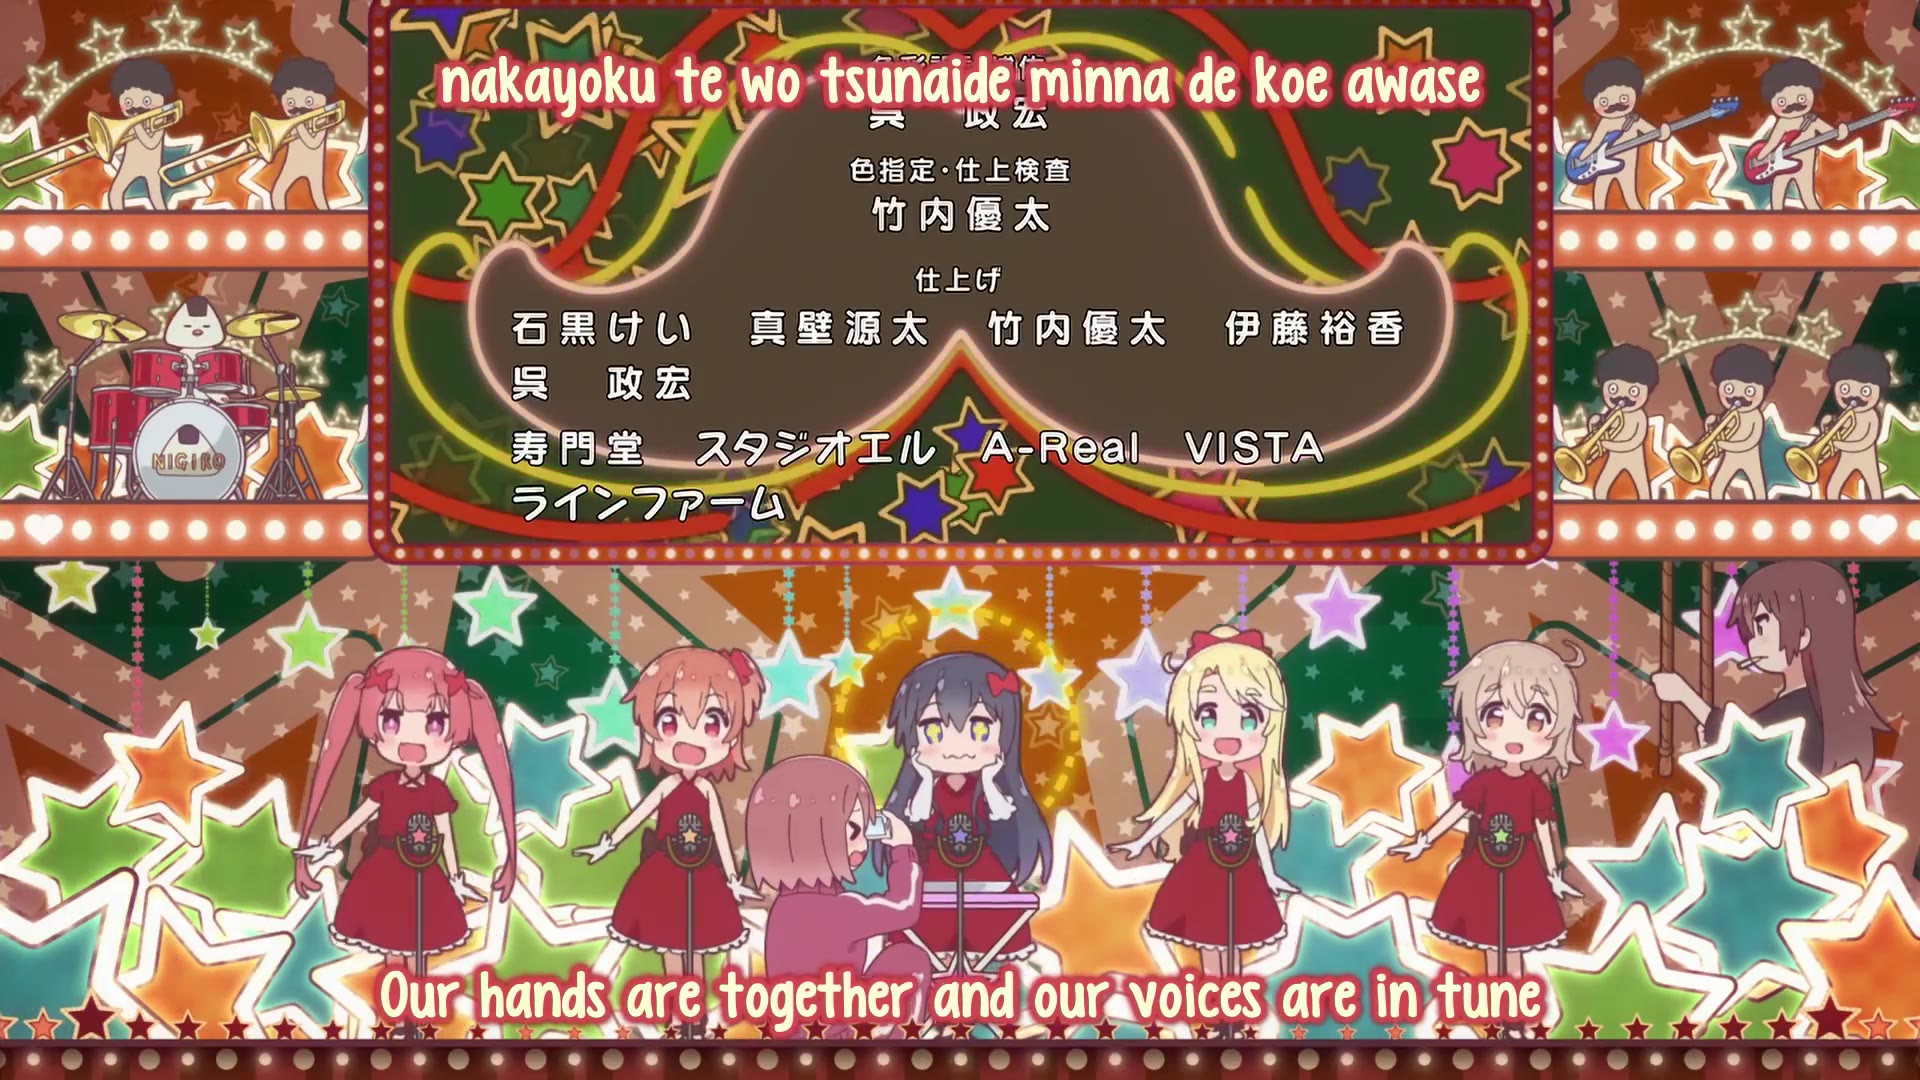 nakayoku te wo tsunaide minna de koe awase
呉 政宏
色指定・仕上検査
竹内優太
仕上げ
石黒けい 真壁源太 竹内優太 伊藤裕香
呉 政宏
寿門堂 スタジオエル A-Real VISTA
ラインファーム
NIGIRO
Our hands are together and our voices are in tune